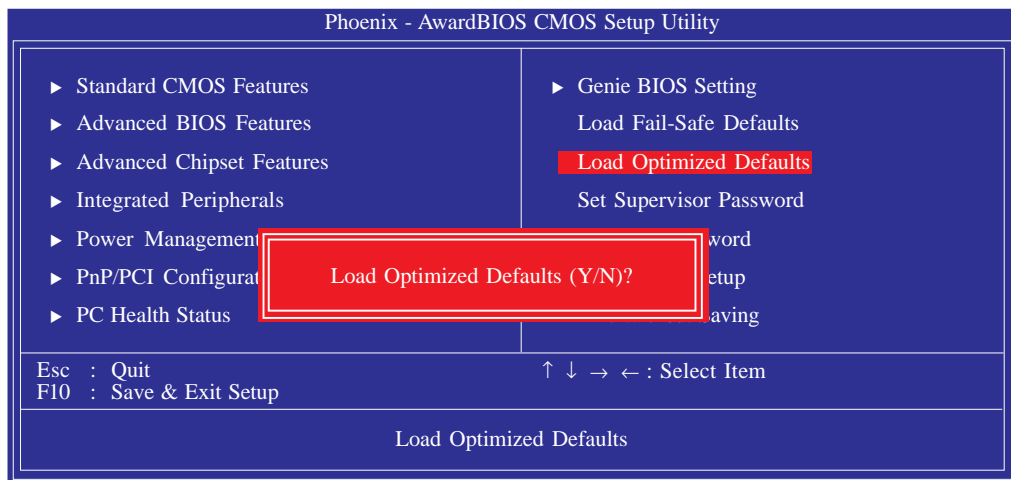 Phoenix - AwardBIOS CMOS Setup Utility
► Standard CMOS Features
► Advanced BIOS Features
► Advanced Chipset Features
► Integrated Peripherals
► Power Management
► PnP/PCI Configurat
► PC Health Status
► Genie BIOS Setting
Load Fail-Safe Defaults
Load Optimized Defaults
Set Supervisor Password
word
etup
aving
Load Optimized Defaults (Y/N)?
Esc : Quit
F10 : Save & Exit Setup
↑ ↓ → ← : Select Item
Load Optimized Defaults